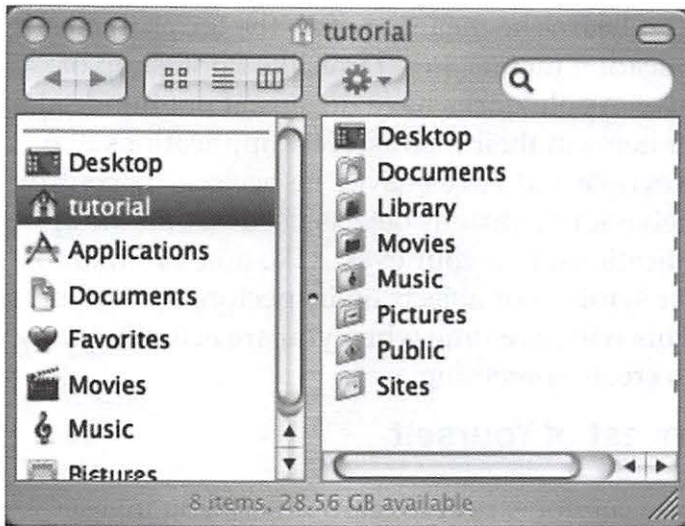 tutorial
Desktop
tutorial
Applications
Documents
Favorites
Movies
Music
Pictures
Desktop
Documents
Library
Movies
Music
Pictures
Public
Sites
8 items, 28.56 GB available